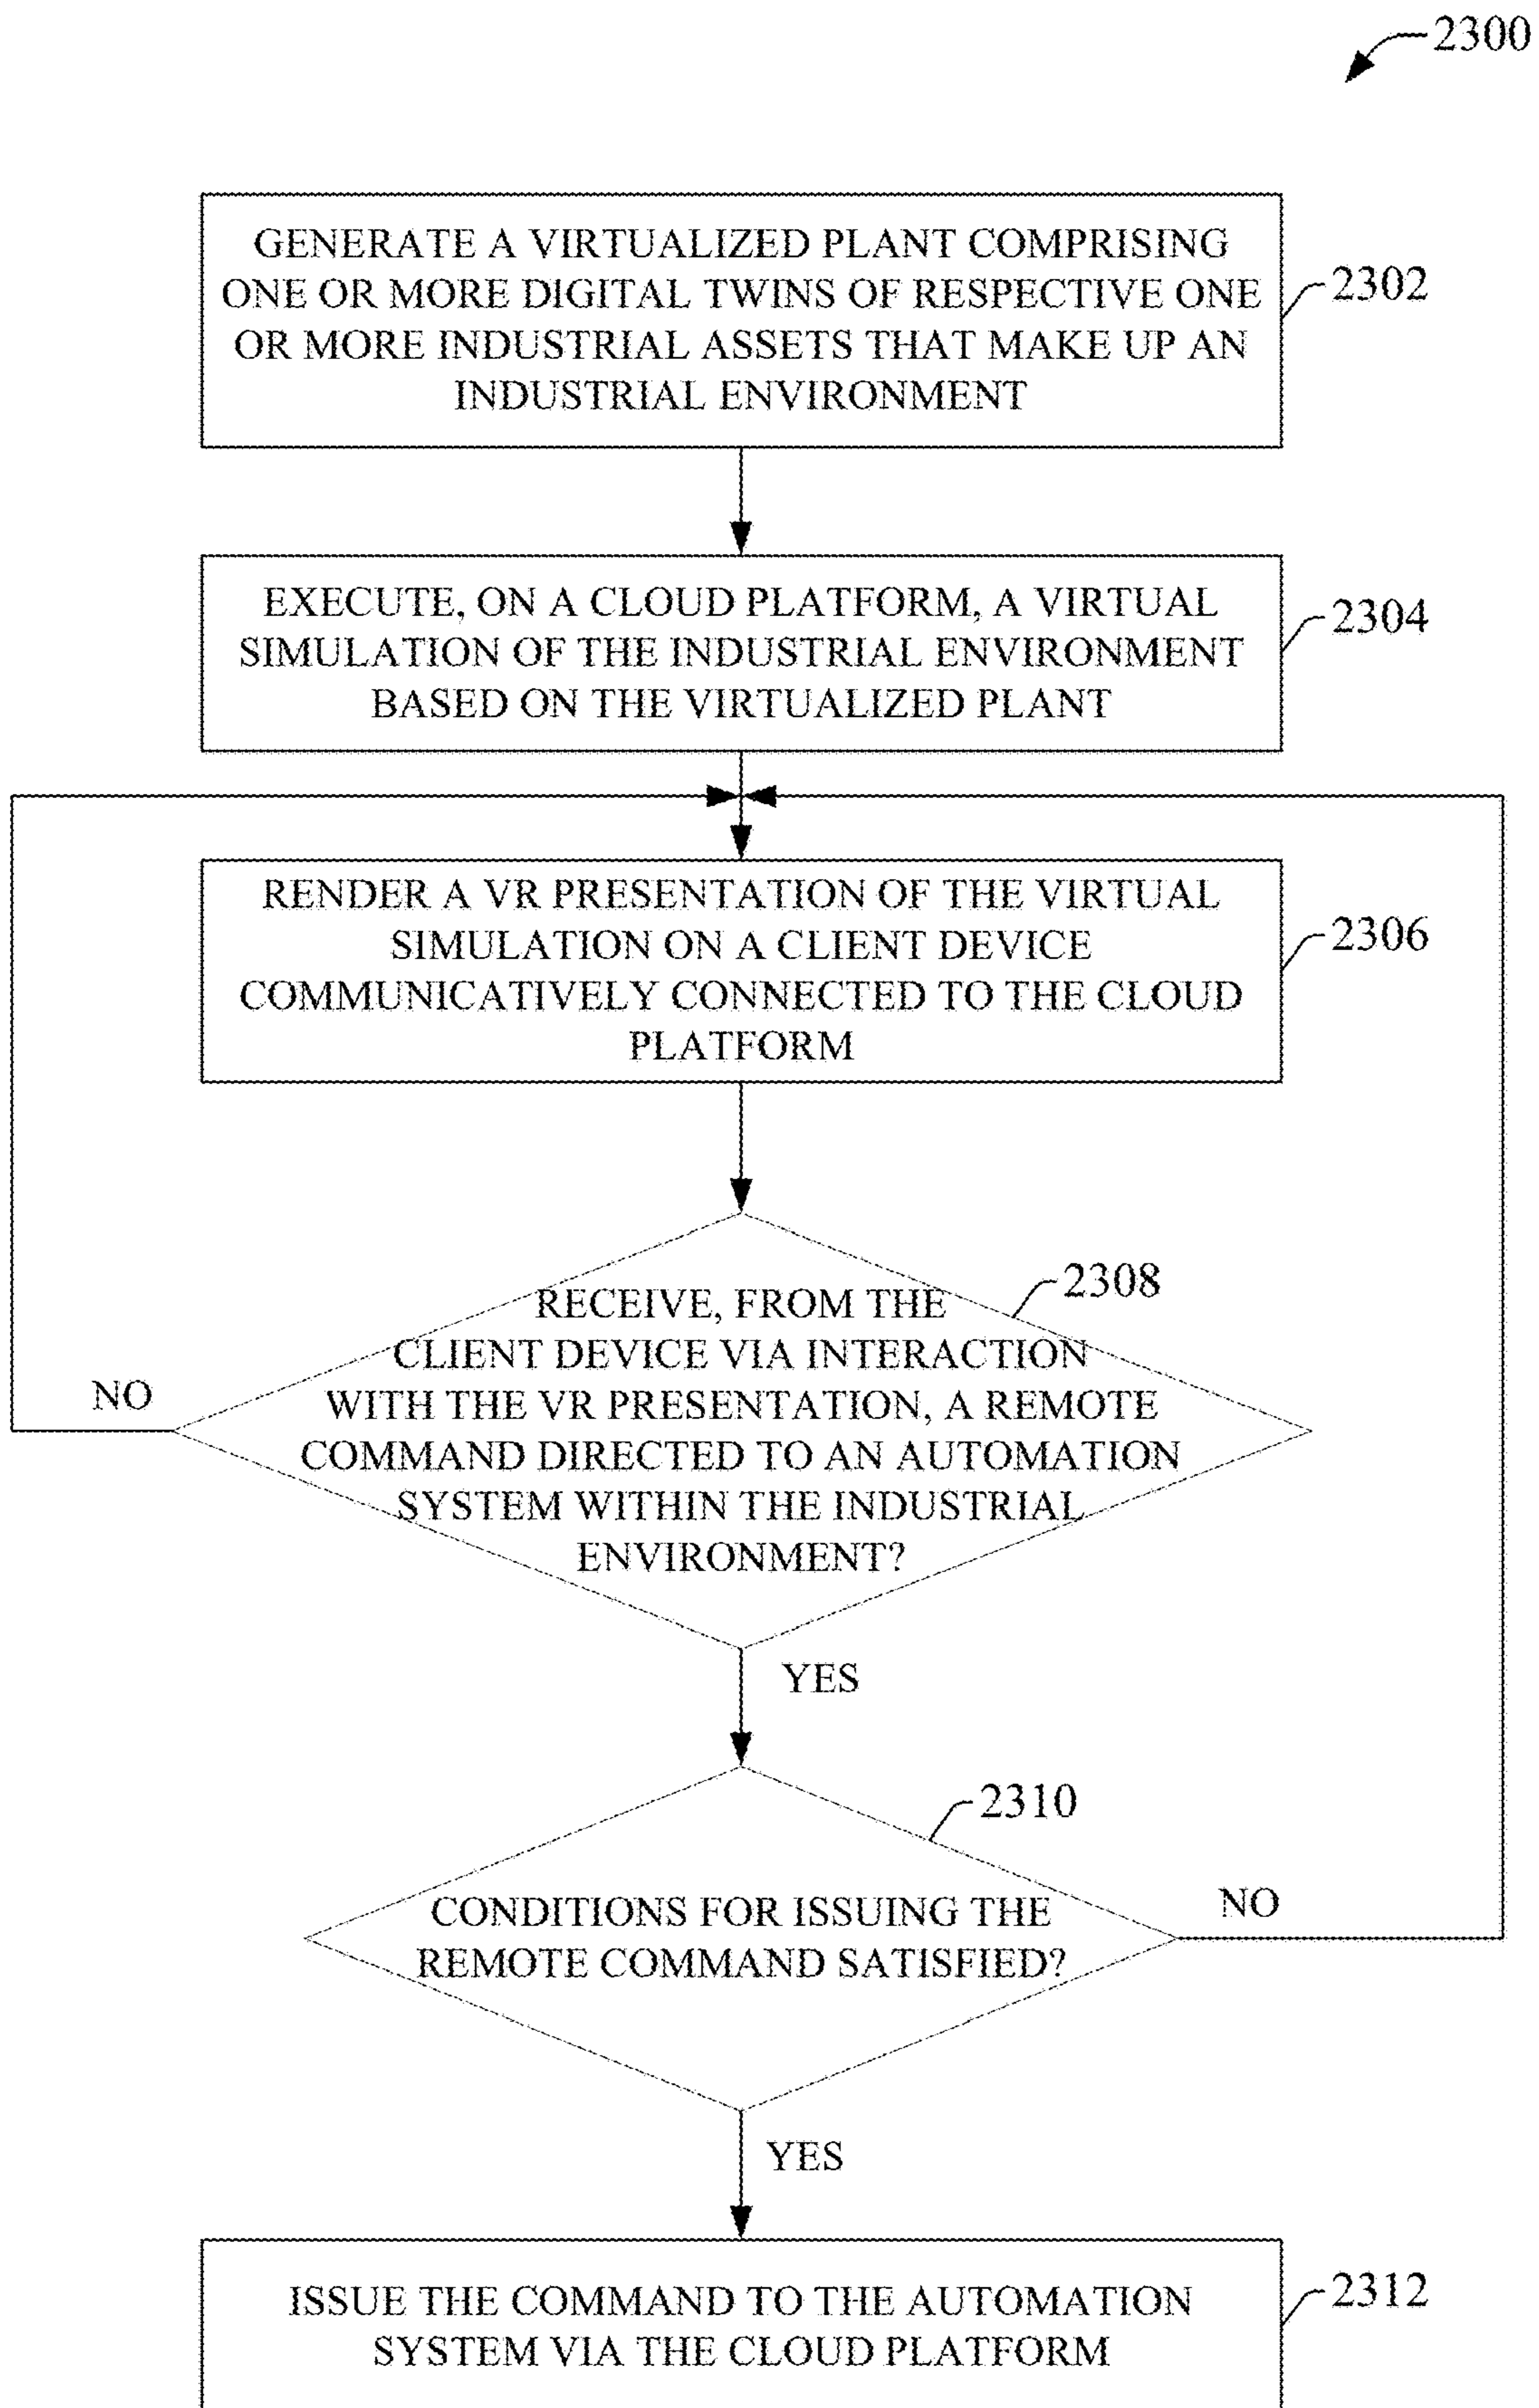 2300
GENERATE A VIRTUALIZED PLANT COMPRISING
ONE OR MORE DIGITAL TWINS OF RESPECTIVE ONE
OR MORE INDUSTRIAL ASSETS THAT MAKE UP AN
INDUSTRIAL ENVIRONMENT
2302
EXECUTE, ON A CLOUD PLATFORM, A VIRTUAL
SIMULATION OF THE INDUSTRIAL ENVIRONMENT
BASED ON THE VIRTUALIZED PLANT
2304
RENDER A VR PRESENTATION OF THE VIRTUAL
SIMULATION ON A CLIENT DEVICE
COMMUNICATIVELY CONNECTED TO THE CLOUD
PLATFORM
2306
RECEIVE, FROM THE
CLIENT DEVICE VIA INTERACTION
WITH THE VR PRESENTATION, A REMOTE
COMMAND DIRECTED TO AN AUTOMATION
SYSTEM WITHIN THE INDUSTRIAL
ENVIRONMENT?
2308
NO
YES
CONDITIONS FOR ISSUING THE
REMOTE COMMAND SATISFIED?
2310
NO
YES
ISSUE THE COMMAND TO THE AUTOMATION
SYSTEM VIA THE CLOUD PLATFORM
2312